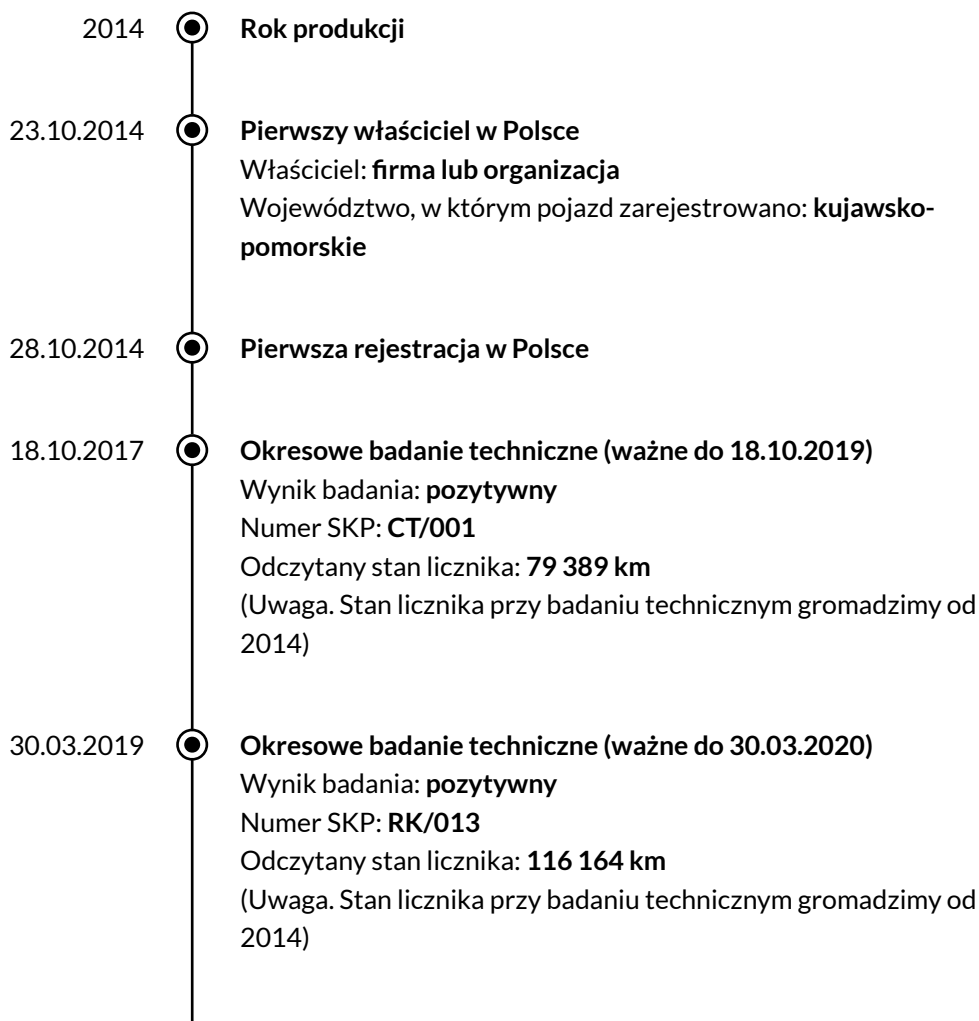 2014 Rok produkcji
23.10.2014 Pierwszy właściciel w Polsce
Właściciel: firma lub organizacja
Województwo, w którym pojazd zarejestrowano: kujawsko-
pomorskie
28.10.2014 Pierwsza rejestracja w Polsce
18.10.2017 Okresowe badanie techniczne (ważne do 18.10.2019)
Wynik badania: pozytywny
Numer SKP: CT/001
Odczytany stan licznika: 79 389 km
(Uwaga. Stan licznika przy badaniu technicznym gromadzimy od
2014)
30.03.2019 Okresowe badanie techniczne (ważne do 30.03.2020)
Wynik badania: pozytywny
Numer SKP: RK/013
Odczytany stan licznika: 116 164 km
(Uwaga. Stan licznika przy badaniu technicznym gromadzimy od
2014)